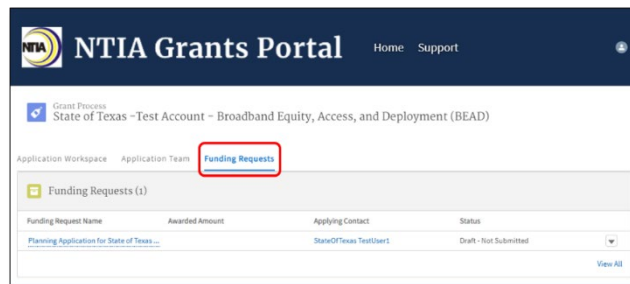 NTIA
NTIA Grants Portal Home Support
Grant Process
State of Texas -Test Account - Broadband Equity, Access, and Deployment (BEAD)
Application Workspace Application Team Funding Requests
Funding Requests (1)
Funding Request Name Awarded Amount Applying Contact Status
Planning Application for State of Texas ... StateOfTexas TestUser1 Draft - Not Submitted
View All